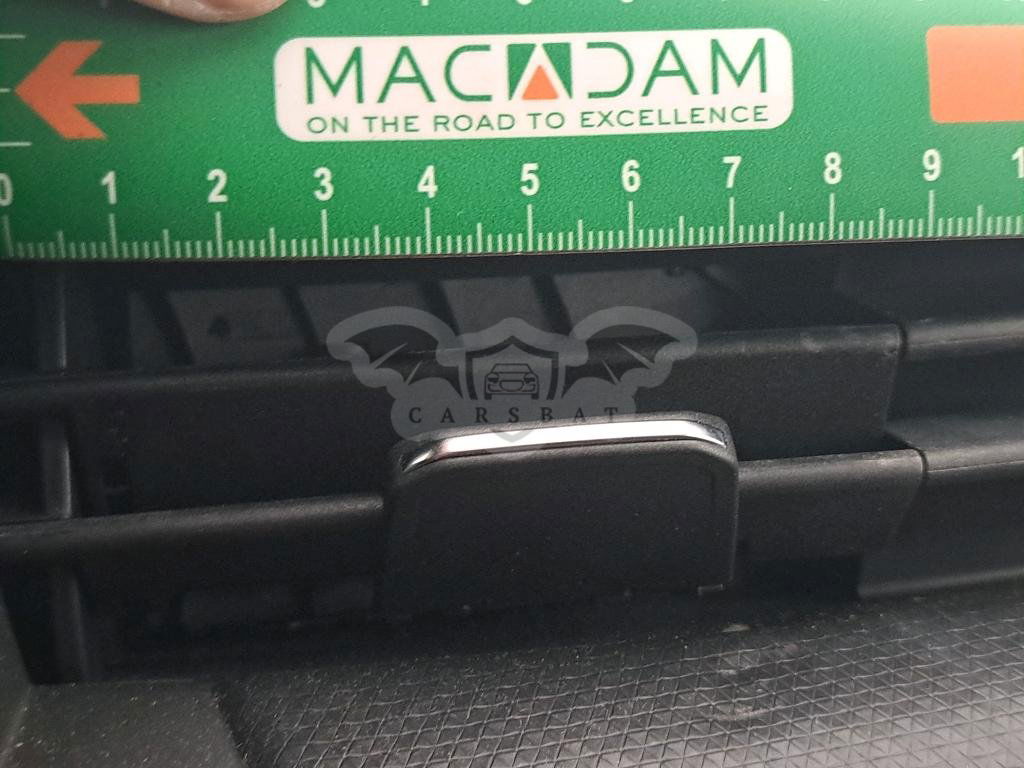 MACADAM
ON THE ROAD TO EXCELLENCE
0 1 2 3 4 5 6 7 8 9
CARSBAT